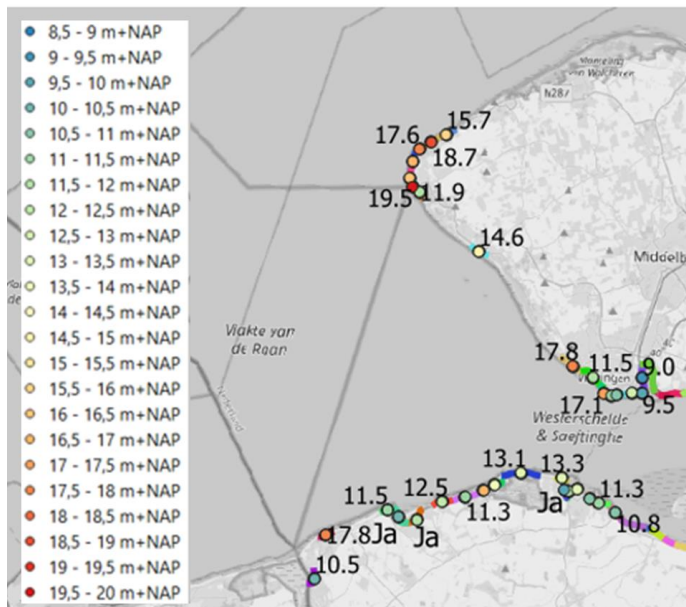 8,5 - 9 m+NAP
9 - 9,5 m+NAP
9,5 - 10 m+NAP
10 - 10,5 m+NAP
10,5 - 11 m+NAP
11 - 11,5 m+NAP
11,5 - 12 m+NAP
12 - 12,5 m+NAP
12,5 - 13 m+NAP
13 - 13,5 m+NAP
13,5 - 14 m+NAP
14 - 14,5 m+NAP
14,5 - 15 m+NAP
15 - 15,5 m+NAP
15,5 - 16 m+NAP
16 - 16,5 m+NAP
16,5 - 17 m+NAP
17 - 17,5 m+NAP
17,5 - 18 m+NAP
18 - 18,5 m+NAP
18,5 - 19 m+NAP
19 - 19,5 m+NAP
19,5 - 20 m+NAP
van Walcheren
N287
15.7
17.6
18.7
19.5
11.9
14.6
Middelb
Vlakte van
de Raan
17.8
11.5
9.0
17.1
9.5
Westerschelde
& Saeftinghe
13.1
13.3
11.5
12.5
11.3
Ja
11.3
10.8
17.8
Ja
Ja
10.5